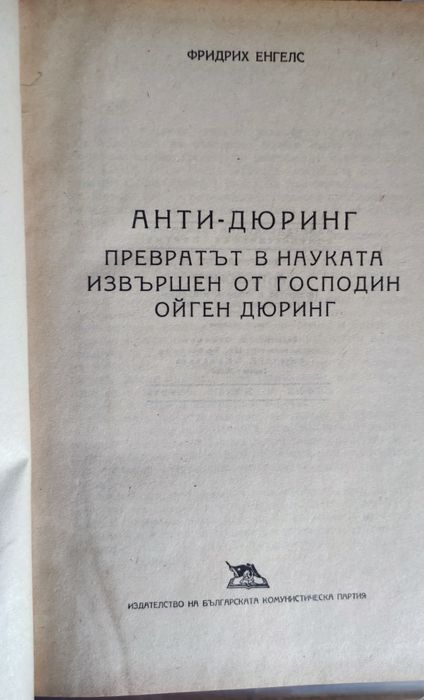 ФРИДРИХ ЕНГЕЛС
АНТИ-ДЮРИНГ
ПРЕВРАТЪТ В НАУКАТА
ИЗВЪРШЕН ОТ ГОСПОДИН
ОЙГЕН ДЮРИНГ
ИЗДАТЕЛСТВО НА БЪЛГАРСКАТА КОМУНИСТИЧЕСКА ПАРТИЯ